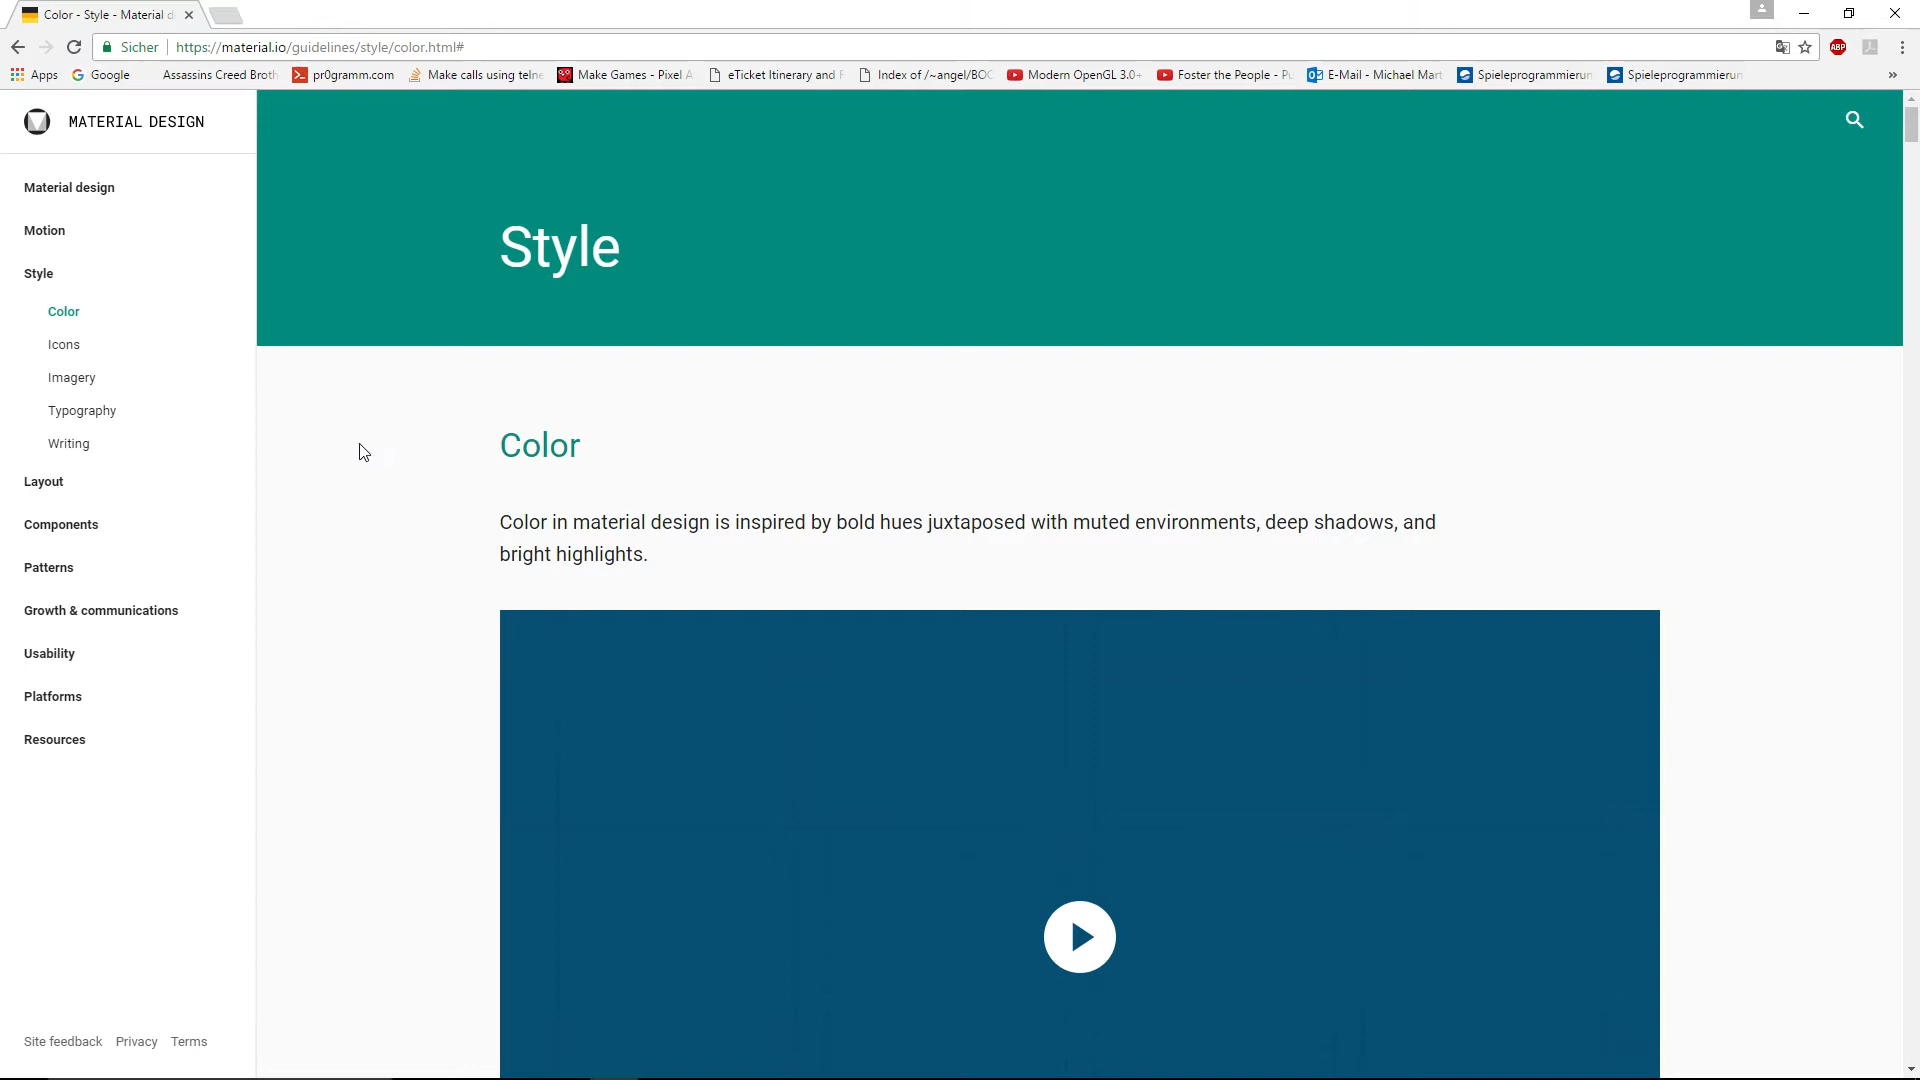 Color - Style - Material d
Sicher
https://material.io/guidelines/style/color.html#
ABP
Apps
Google
Assassins Creed Broth
pr0gramm.com
Make calls using telne
Make Games - Pixel A
eTicket Itinerary and R
Index of /~angel/BOO
Modern OpenGL 3.0+
Foster the People - Pu
E-Mail - Michael Mart
Spieleprogrammierun
Spieleprogrammierun
MATERIAL DESIGN
Material design
Motion
Style
Color
Icons
Imagery
Typography
Writing
Layout
Components
Patterns
Growth & communications
Usability
Platforms
Resources
Site feedback Privacy Terms
Style
Color
Color in material design is inspired by bold hues juxtaposed with muted environments, deep shadows, and
bright highlights.